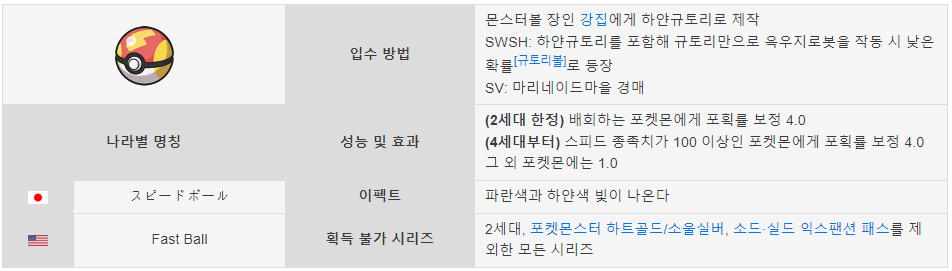 입수 방법
몬스터볼 장인 강집에게 하얀규토리로 제작
SWSH: 하얀규토리를 포함해 규토리만으로 욕우지로봇을 작동 시 낮은
확률[규토리볼]로 등장
SV: 마리네이드마을 경매
나라별 명칭
성능 및 효과
(2세대 한정) 배회하는 포켓몬에게 포획률 보정 4.0
(4세대부터) 스피드 종족치가 100 이상인 포켓몬에게 포획률 보정 4.0
그 외 포켓몬에는 1.0
スピードボール
이펙트
파란색과 하얀색 빛이 나온다
Fast Ball
획득 불가 시리즈
2세대, 포켓몬스터 하트골드/소울실버, 소드·실드 익스팬션 패스를 제
외한 모든 시리즈